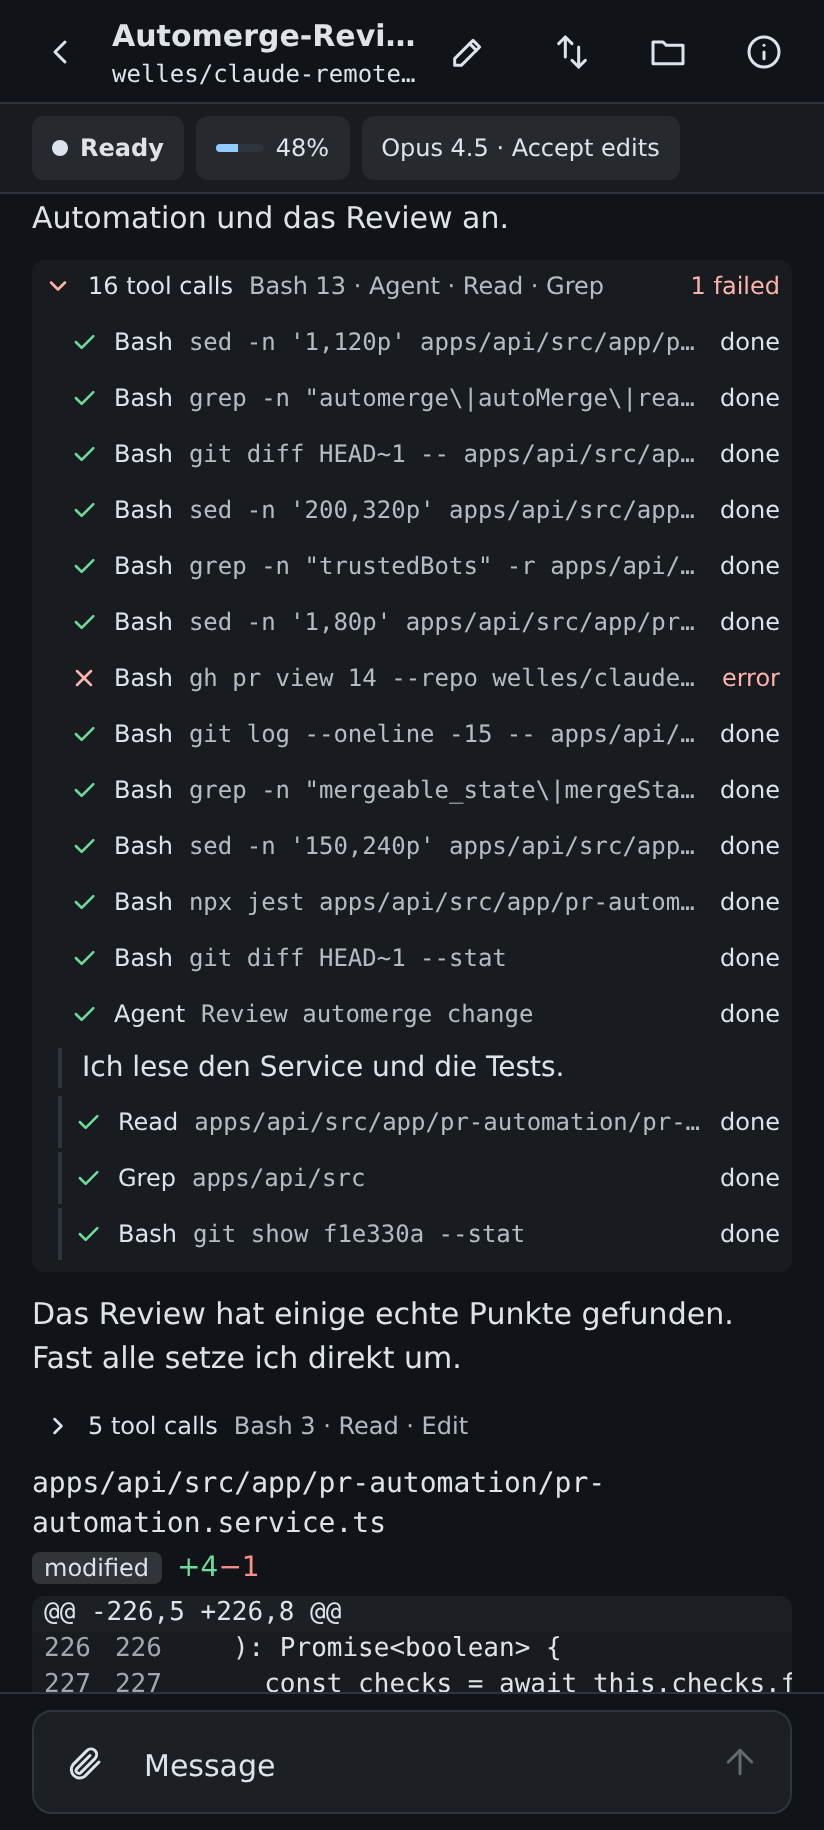 Automerge-Revi…
welles/claude-remote…
Ready
48%
Opus 4.5 · Accept edits
Automation und das Review an.
16 tool calls Bash 13 · Agent · Read · Grep 1 failed
Bash sed -n '1,120p' apps/api/src/app/p… done
Bash grep -n "automerge\|autoMerge\|rea… done
Bash git diff HEAD~1 -- apps/api/src/ap… done
Bash sed -n '200,320p' apps/api/src/app… done
Bash grep -n "trustedBots" -r apps/api/… done
Bash sed -n '1,80p' apps/api/src/app/pr… done
Bash gh pr view 14 --repo welles/claude… error
Bash git log --oneline -15 -- apps/api/… done
Bash grep -n "mergeable_state\|mergeSta… done
Bash sed -n '150,240p' apps/api/src/app… done
Bash npx jest apps/api/src/app/pr-autom… done
Bash git diff HEAD~1 --stat done
Agent Review automerge change done
Ich lese den Service und die Tests.
Read apps/api/src/app/pr-automation/pr-… done
Grep apps/api/src done
Bash git show f1e330a --stat done
Das Review hat einige echte Punkte gefunden.
Fast alle setze ich direkt um.
5 tool calls Bash 3 · Read · Edit
apps/api/src/app/pr-automation/pr-
automation.service.ts
modified +4−1
@@ -226,5 +226,8 @@
226 226 ): Promise<boolean> {
227 227 const checks = await this.checks.f
Message